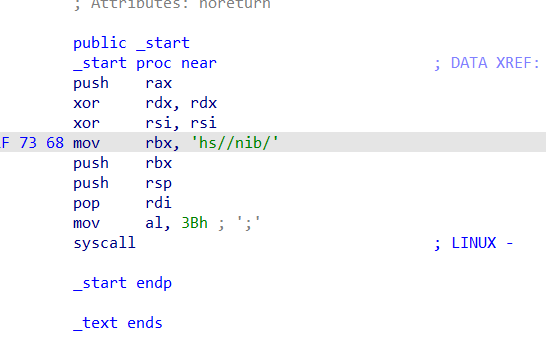 ; Attributes: noreturn
public _start
_start proc near ; DATA XREF:
push rax
xor rdx, rdx
xor rsi, rsi
F 73 68 mov rbx, 'hs//nib/'
push rbx
push rsp
pop rdi
mov al, 3Bh ; ';'
syscall ; LINUX -
_start endp
_text ends